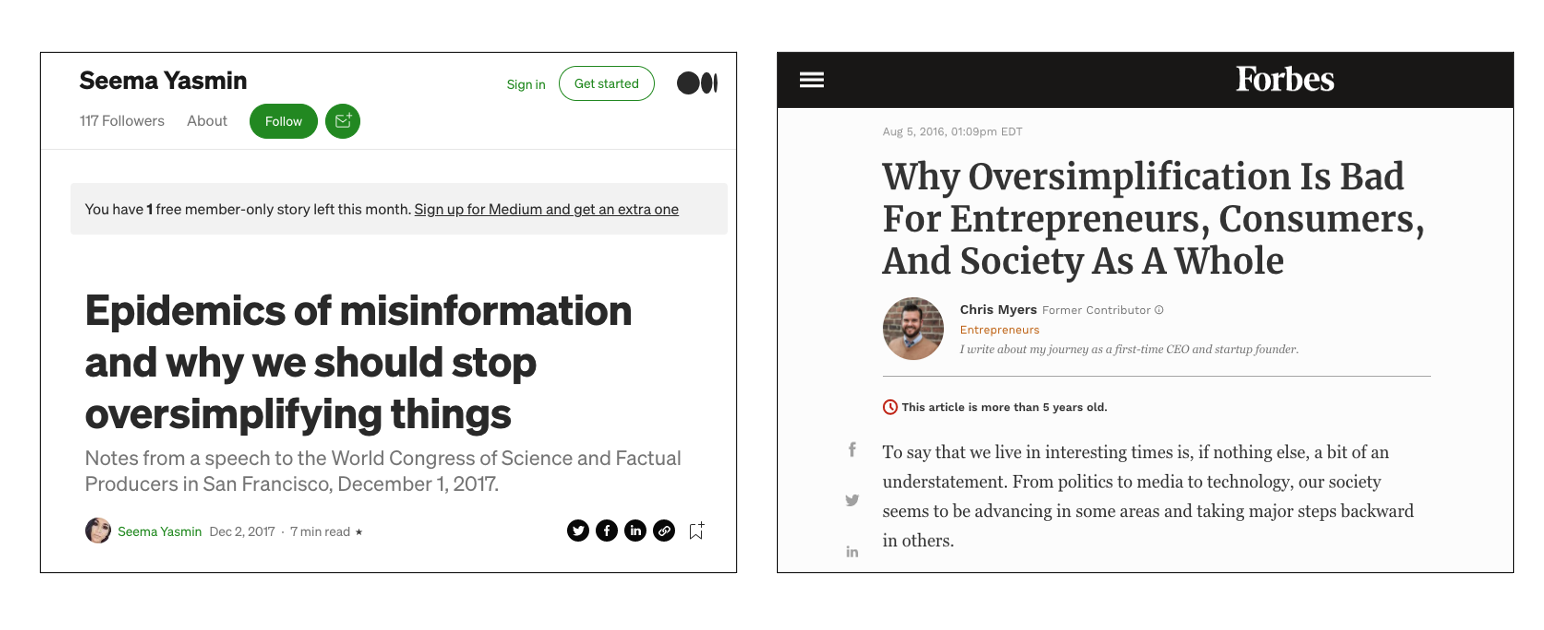 Seema Yasmin
Sign in
Get started
117 Followers
About
Follow
You have 1 free member-only story left this month. Sign up for Medium and get an extra one
Epidemics of misinformation
and why we should stop
oversimplifying things
Notes from a speech to the World Congress of Science and Factual
Producers in San Francisco, December 1, 2017.
Seema Yasmin Dec 2, 2017 · 7 min read ★
Forbes
Aug 5, 2016, 01:09pm EDT
Why Oversimplification Is Bad
For Entrepreneurs, Consumers,
And Society As A Whole
Chris Myers Former Contributor
Entrepreneurs
I write about my journey as a first-time CEO and startup founder.
This article is more than 5 years old.
To say that we live in interesting times is, if nothing else, a bit of an
understatement. From politics to media to technology, our society
seems to be advancing in some areas and taking major steps backward
in others.